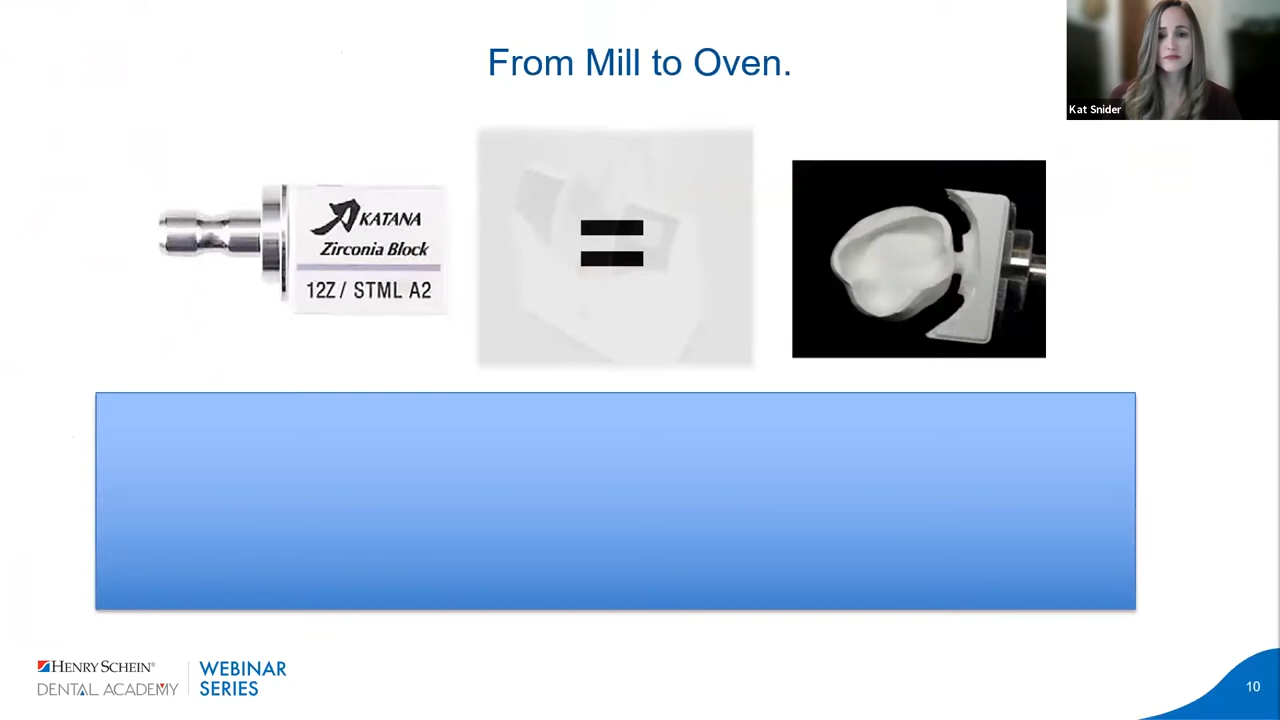 From Mill to Oven.
Kat Snider
KATANA
Zirconia Block
12Z / STML A2
=
HENRY SCHEIN®
DENTAL ACADEMY
WEBINAR
SERIES
10